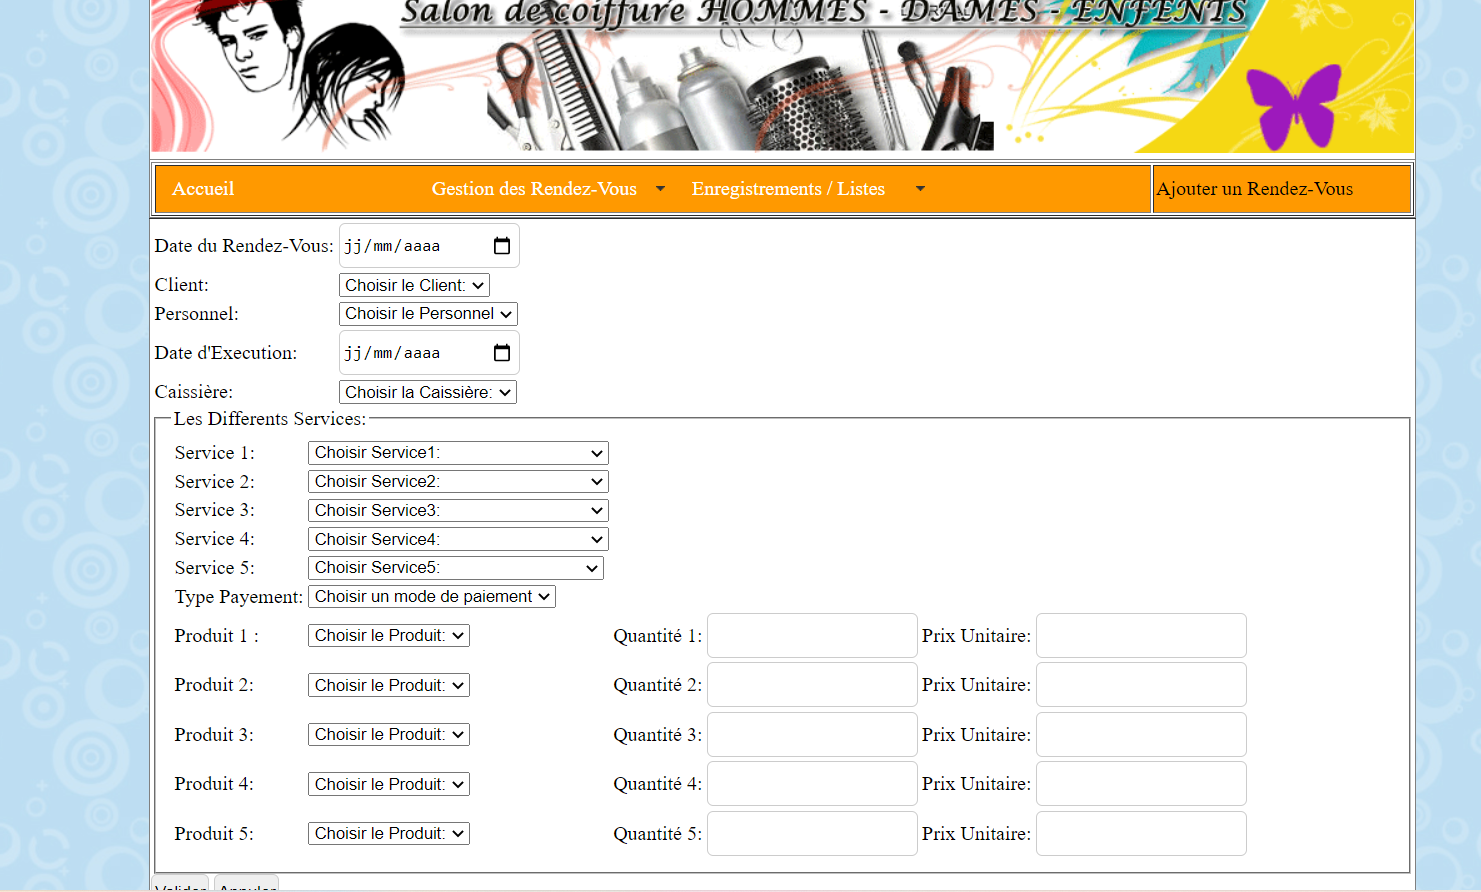 Salon de coiffure HOMMES - DAMES - ENFENTS
Accueil Gestion des Rendez-Vous Enregistrements / Listes Ajouter un Rendez-Vous
Date du Rendez-Vous: jj/mm/aaaa
Client: Choisir le Client:
Personnel: Choisir le Personnel
Date d'Execution: jj/mm/aaaa
Caissière: Choisir la Caissière:
Les Differents Services:
Service 1: Choisir Service1:
Service 2: Choisir Service2:
Service 3: Choisir Service3:
Service 4: Choisir Service4:
Service 5: Choisir Service5:
Type Payement: Choisir un mode de paiement
Produit 1 : Choisir le Produit: Quantité 1: Prix Unitaire:
Produit 2: Choisir le Produit: Quantité 2: Prix Unitaire:
Produit 3: Choisir le Produit: Quantité 3: Prix Unitaire:
Produit 4: Choisir le Produit: Quantité 4: Prix Unitaire:
Produit 5: Choisir le Produit: Quantité 5: Prix Unitaire:
Valider Annuler